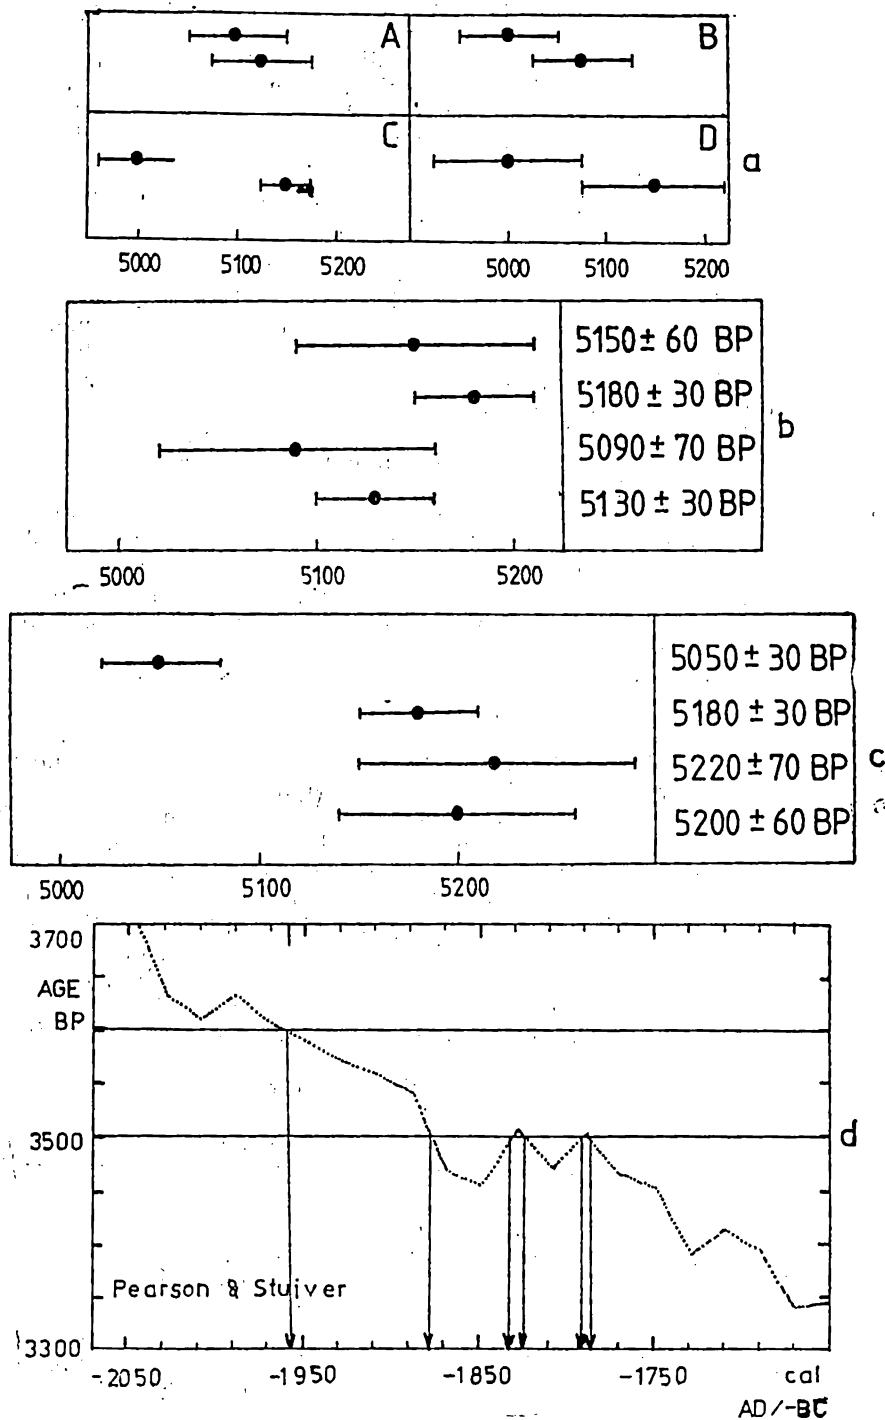 A B
C D a
5000 5100 5200 5000 5100 5200
5150 ± 60 BP
5180 ± 30 BP
5090 ± 70 BP
5130 ± 30 BP
b
5000 5100 5200
5050 ± 30 BP
5180 ± 30 BP
5220 ± 70 BP
5200 ± 60 BP
c
5000 5100 5200
3700
AGE
BP
3500 d
Pearson & Stuiver
3300
-2050 -1950 -1850 -1750 cal
AD/-BC